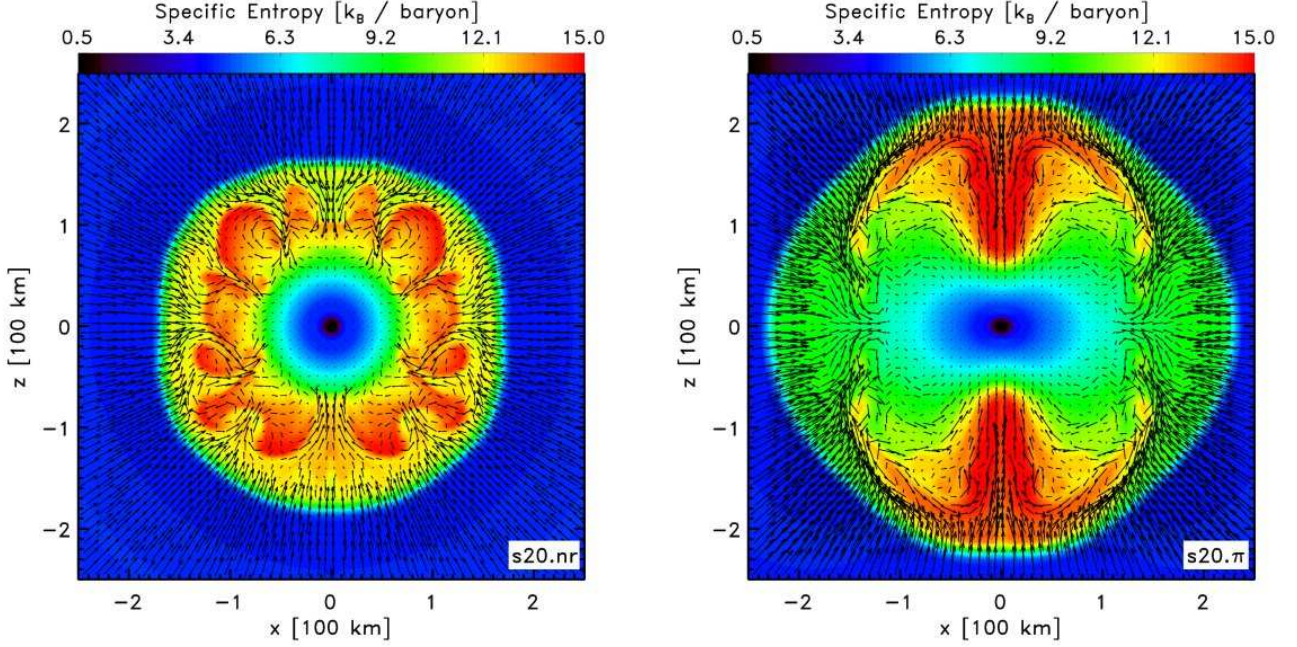 Specific Entropy [k_B / baryon]
0.5 3.4 6.3 9.2 12.1 15.0
2
1
0
−1
−2
z [100 km]
s20.nr
−2 −1 0 1 2
x [100 km]
Specific Entropy [k_B / baryon]
0.5 3.4 6.3 9.2 12.1 15.0
2
1
0
−1
−2
z [100 km]
s20.π
−2 −1 0 1 2
x [100 km]